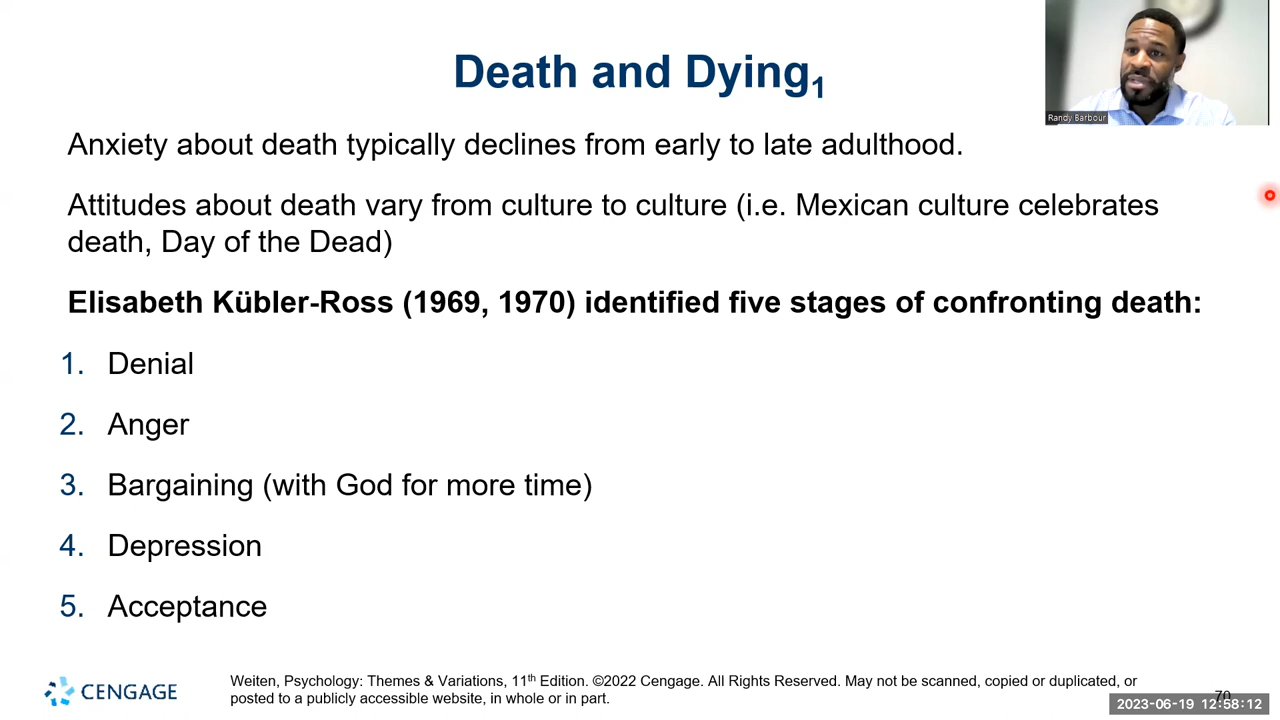 Death and Dying1
Randy Barbour
Anxiety about death typically declines from early to late adulthood.
Attitudes about death vary from culture to culture (i.e. Mexican culture celebrates
death, Day of the Dead)
Elisabeth Kübler-Ross (1969, 1970) identified five stages of confronting death:
1. Denial
2. Anger
3. Bargaining (with God for more time)
4. Depression
5. Acceptance
CENGAGE
Weiten, Psychology: Themes & Variations, 11th Edition. ©2022 Cengage. All Rights Reserved. May not be scanned, copied or duplicated, or
posted to a publicly accessible website, in whole or in part.
70
2023-06-19 12:58:12